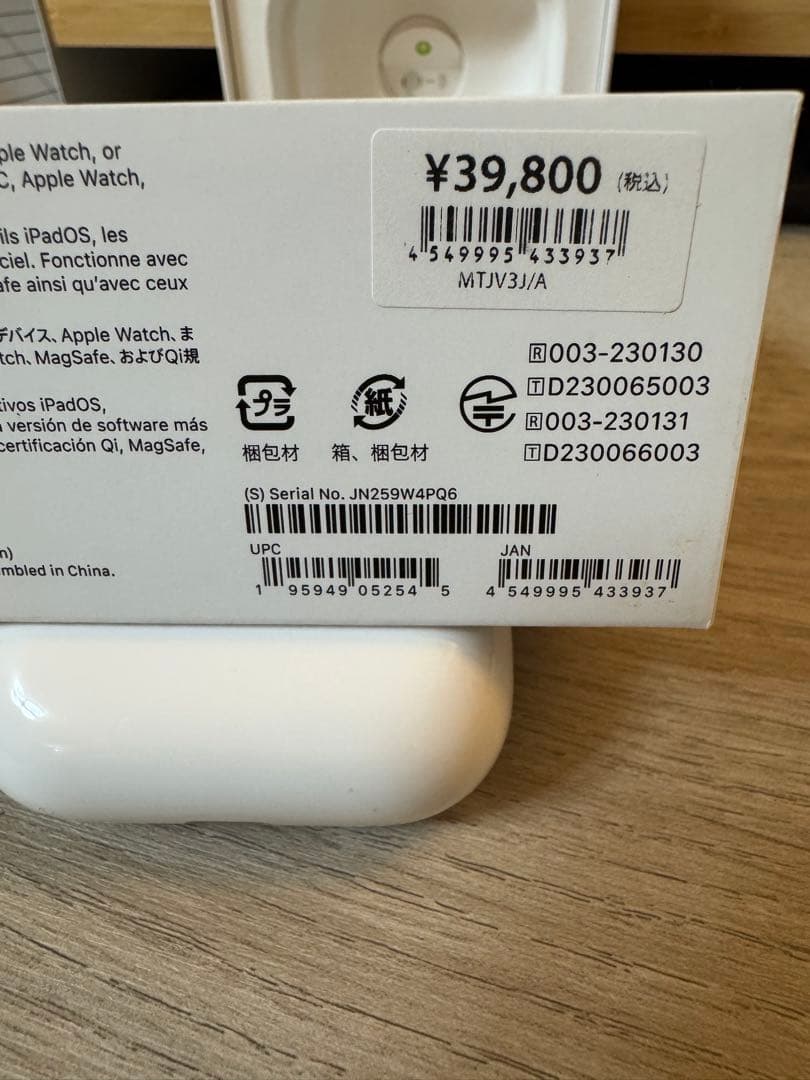 ple Watch, or
C, Apple Watch,
ils iPadOS, les
ciel. Fonctionne avec
afe ainsi qu'avec ceux
デバイス、Apple Watch、ま
tch、MagSafe、およびQi規
tivos iPadOS,
versión de software más
certificación Qi, MagSafe,
n)
mbled in China.
¥39,800 (税込)
4 549995 433937
MTJV3J/A
R003-230130
TD230065003
R003-230131
TD230066003
プラ
紙
梱包材
箱、梱包材
(S) Serial No. JN259W4PQ6
UPC
1 95949 05254 5
JAN
4 549995 433937